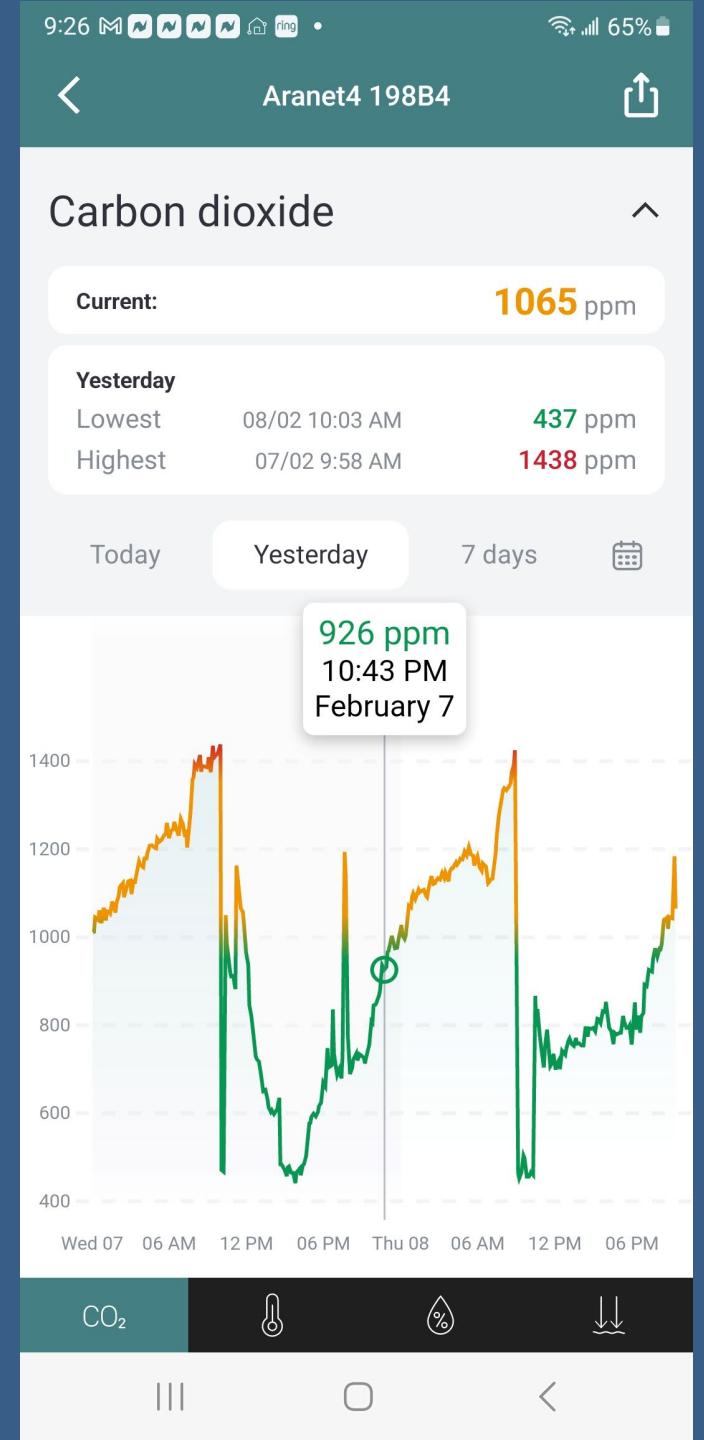 9:26 ring 65%
Aranet4 198B4
Carbon dioxide
Current: 1065 ppm
Yesterday
Lowest 08/02 10:03 AM 437 ppm
Highest 07/02 9:58 AM 1438 ppm
Today Yesterday 7 days
926 ppm
10:43 PM
February 7
1400
1200
1000
800
600
400
Wed 07 06 AM 12 PM 06 PM Thu 08 06 AM 12 PM 06 PM
CO₂ %